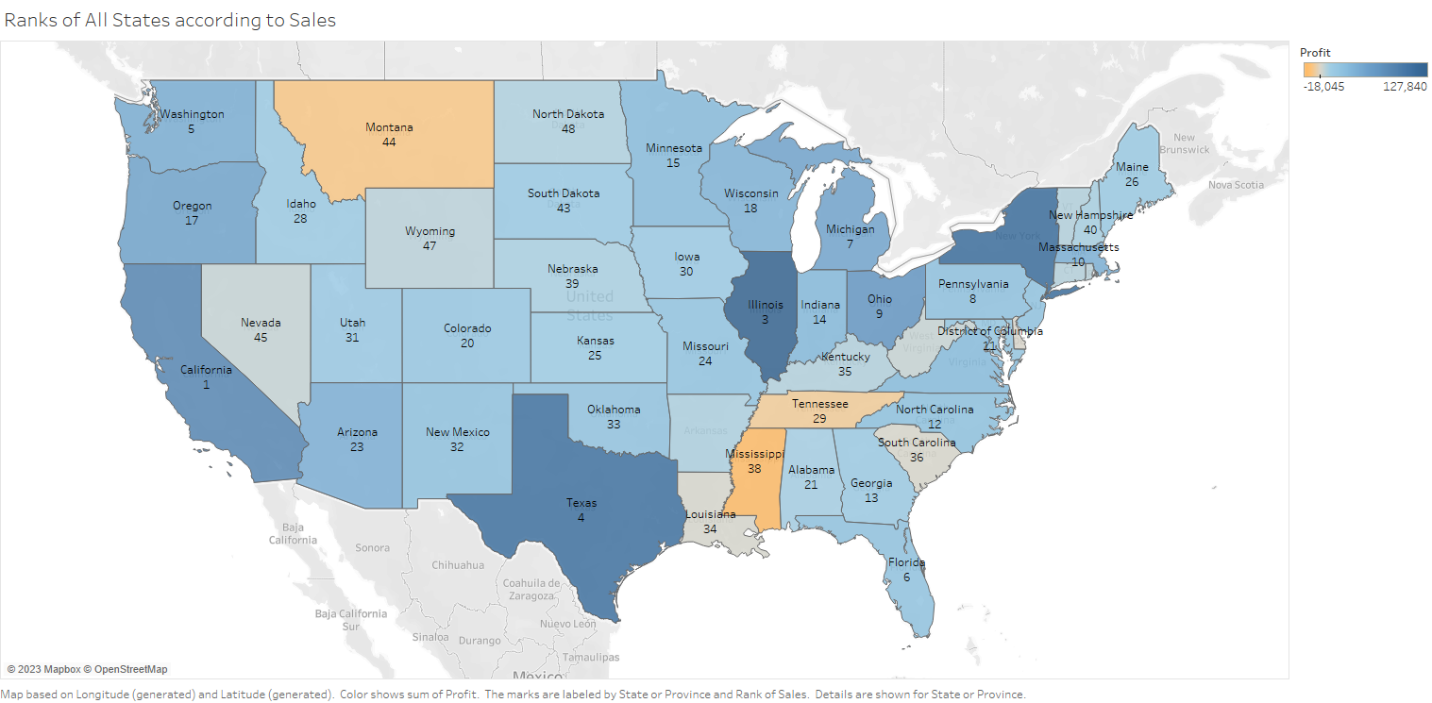 Ranks of All States according to Sales
Profit
-18,045 127,840
Washington
5
Montana
44
North Dakota
48
Minnesota
15
Maine
26
New
Brunswick
Nova Scotia
Oregon
17
Idaho
28
South Dakota
43
Wisconsin
18
Michigan
7
New York
New Hampshire
40
Massachusetts
10
Wyoming
47
Iowa
30
Nebraska
39
United
States
Pennsylvania
8
Illinois
3
Indiana
14
Ohio
9
Nevada
45
Utah
31
Colorado
20
Kansas
25
Missouri
24
West
Virginia
District of Columbia
Virginia
Kentucky
35
California
1
Arizona
23
New Mexico
32
Oklahoma
33
Arkansas
Tennessee
29
North Carolina
12
South Carolina
36
Mississippi
38
Alabama
21
Georgia
13
Texas
4
Louisiana
34
Florida
6
Baja
California
Sonora
Chihuahua
Coahuila de
Zaragoza
Baja California
Sur
Sinaloa
Durango
Nuevo León
Tamaulipas
Mexico
© 2023 Mapbox © OpenStreetMap
Map based on Longitude (generated) and Latitude (generated). Color shows sum of Profit. The marks are labeled by State or Province and Rank of Sales. Details are shown for State or Province.